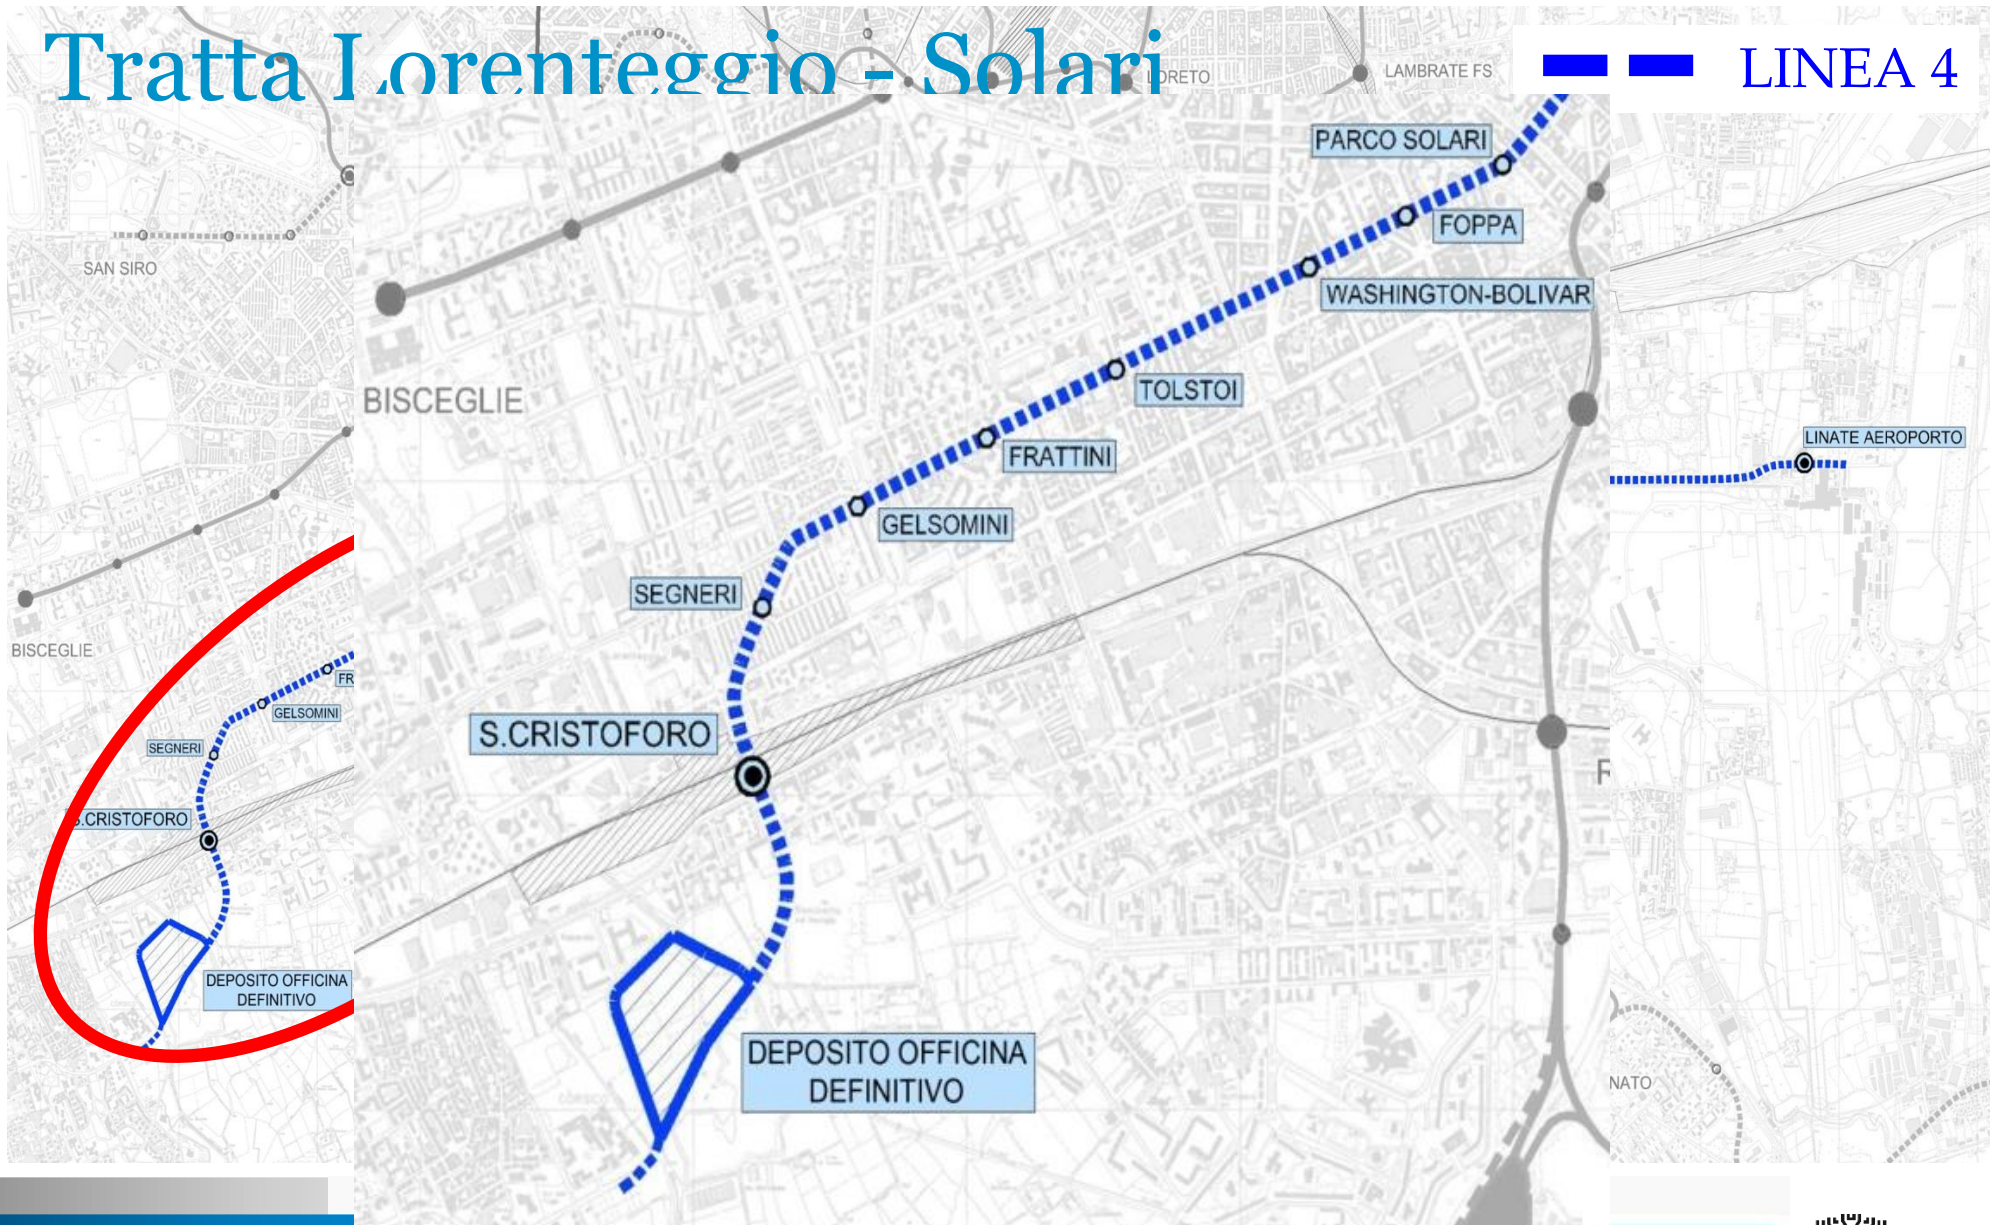 Tratta Lorenteggio - Solari
LINEA 4
LORETO
LAMBRATE FS
SAN SIRO
BISCEGLIE
GELSOMINI
SEGNERI
S.CRISTOFORO
DEPOSITO OFFICINA
DEFINITIVO
PARCO SOLARI
FOPPA
WASHINGTON-BOLIVAR
TOLSTOI
BISCEGLIE
FRATTINI
GELSOMINI
SEGNERI
S.CRISTOFORO
DEPOSITO OFFICINA
DEFINITIVO
LINATE AEROPORTO